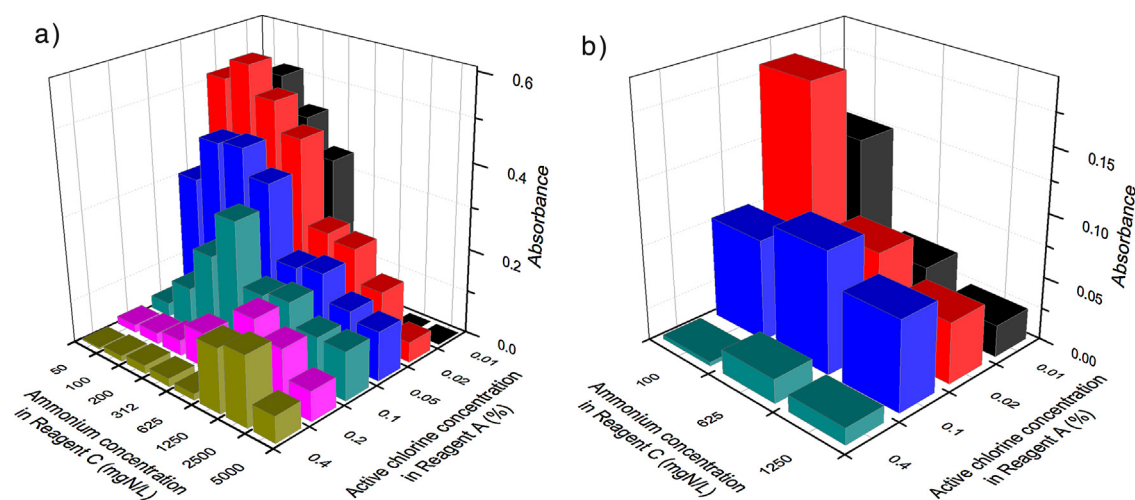 a)
0.6
0.4
0.2
0.0
Absorbance
50
100
200
312
625
1250
2500
5000
Ammonium concentration
in Reagent C (mgN/L)
0.01
0.02
0.05
0.1
0.2
0.4
Active chlorine concentration
in Reagent A (%)
b)
0.15
0.10
0.05
0.00
Absorbance
100
625
1250
Ammonium concentration
in Reagent C (mgN/L)
0.01
0.02
0.1
0.4
Active chlorine concentration
in Reagent A (%)